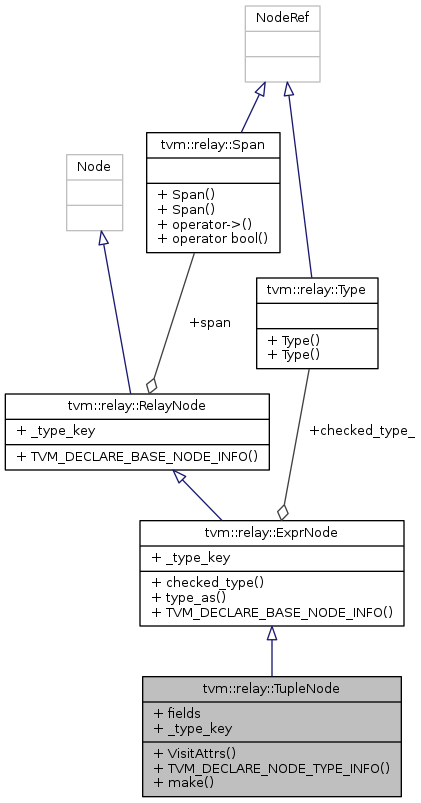 NodeRef
tvm::relay::Span
+ Span()
+ Span()
+ operator->()
+ operator bool()
Node
tvm::relay::Type
+ Type()
+ Type()
+span
tvm::relay::RelayNode
+ _type_key
+ TVM_DECLARE_BASE_NODE_INFO()
+checked_type_
tvm::relay::ExprNode
+ _type_key
+ checked_type()
+ type_as()
+ TVM_DECLARE_BASE_NODE_INFO()
tvm::relay::TupleNode
+ fields
+ _type_key
+ VisitAttrs()
+ TVM_DECLARE_NODE_TYPE_INFO()
+ make()